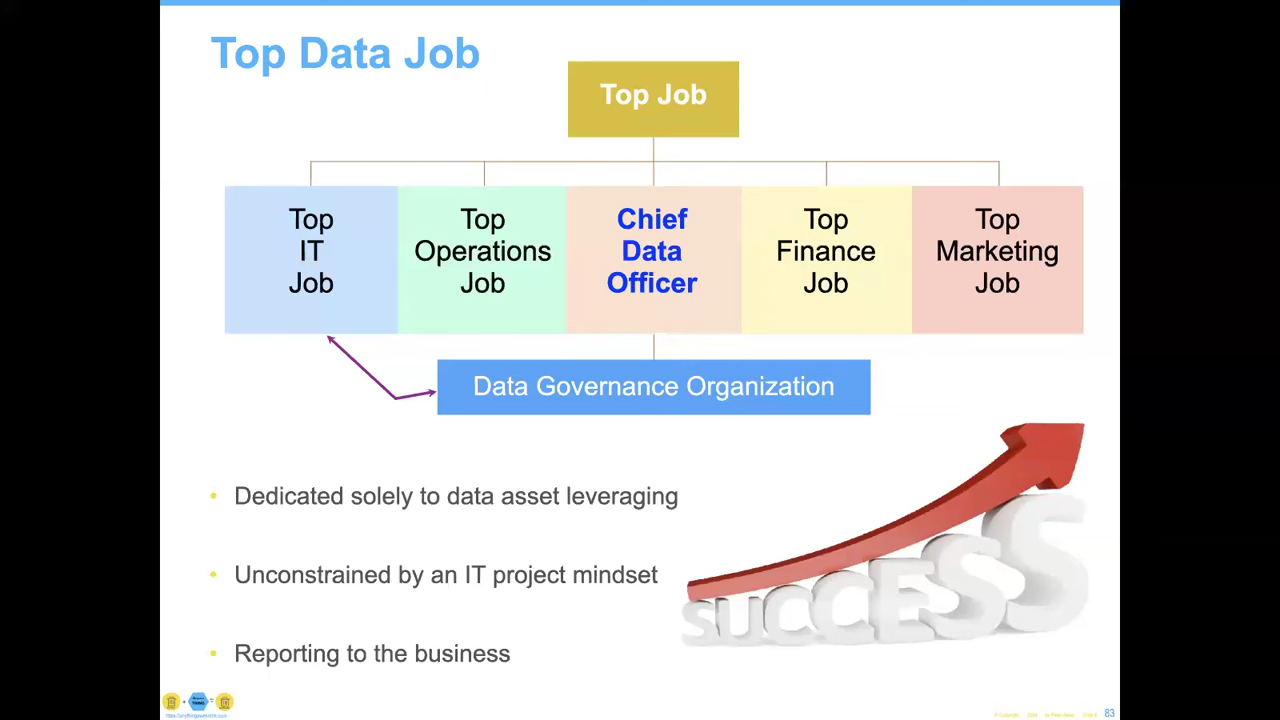 Top Data Job
Top Job
Top
IT
Job
Top
Operations
Job
Chief
Data
Officer
Top
Finance
Job
Top
Marketing
Job
Data Governance Organization
• Dedicated solely to data asset leveraging
• Unconstrained by an IT project mindset
• Reporting to the business
SUCCESS
83